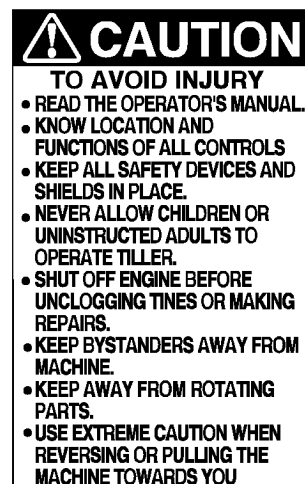 CAUTION
TO AVOID INJURY
• READ THE OPERATOR'S MANUAL.
• KNOW LOCATION AND
FUNCTIONS OF ALL CONTROLS
• KEEP ALL SAFETY DEVICES AND
SHIELDS IN PLACE.
• NEVER ALLOW CHILDREN OR
UNINSTRUCTED ADULTS TO
OPERATE TILLER.
• SHUT OFF ENGINE BEFORE
UNCLOGGING TINES OR MAKING
REPAIRS.
• KEEP BYSTANDERS AWAY FROM
MACHINE.
• KEEP AWAY FROM ROTATING
PARTS.
• USE EXTREME CAUTION WHEN
REVERSING OR PULLING THE
MACHINE TOWARDS YOU